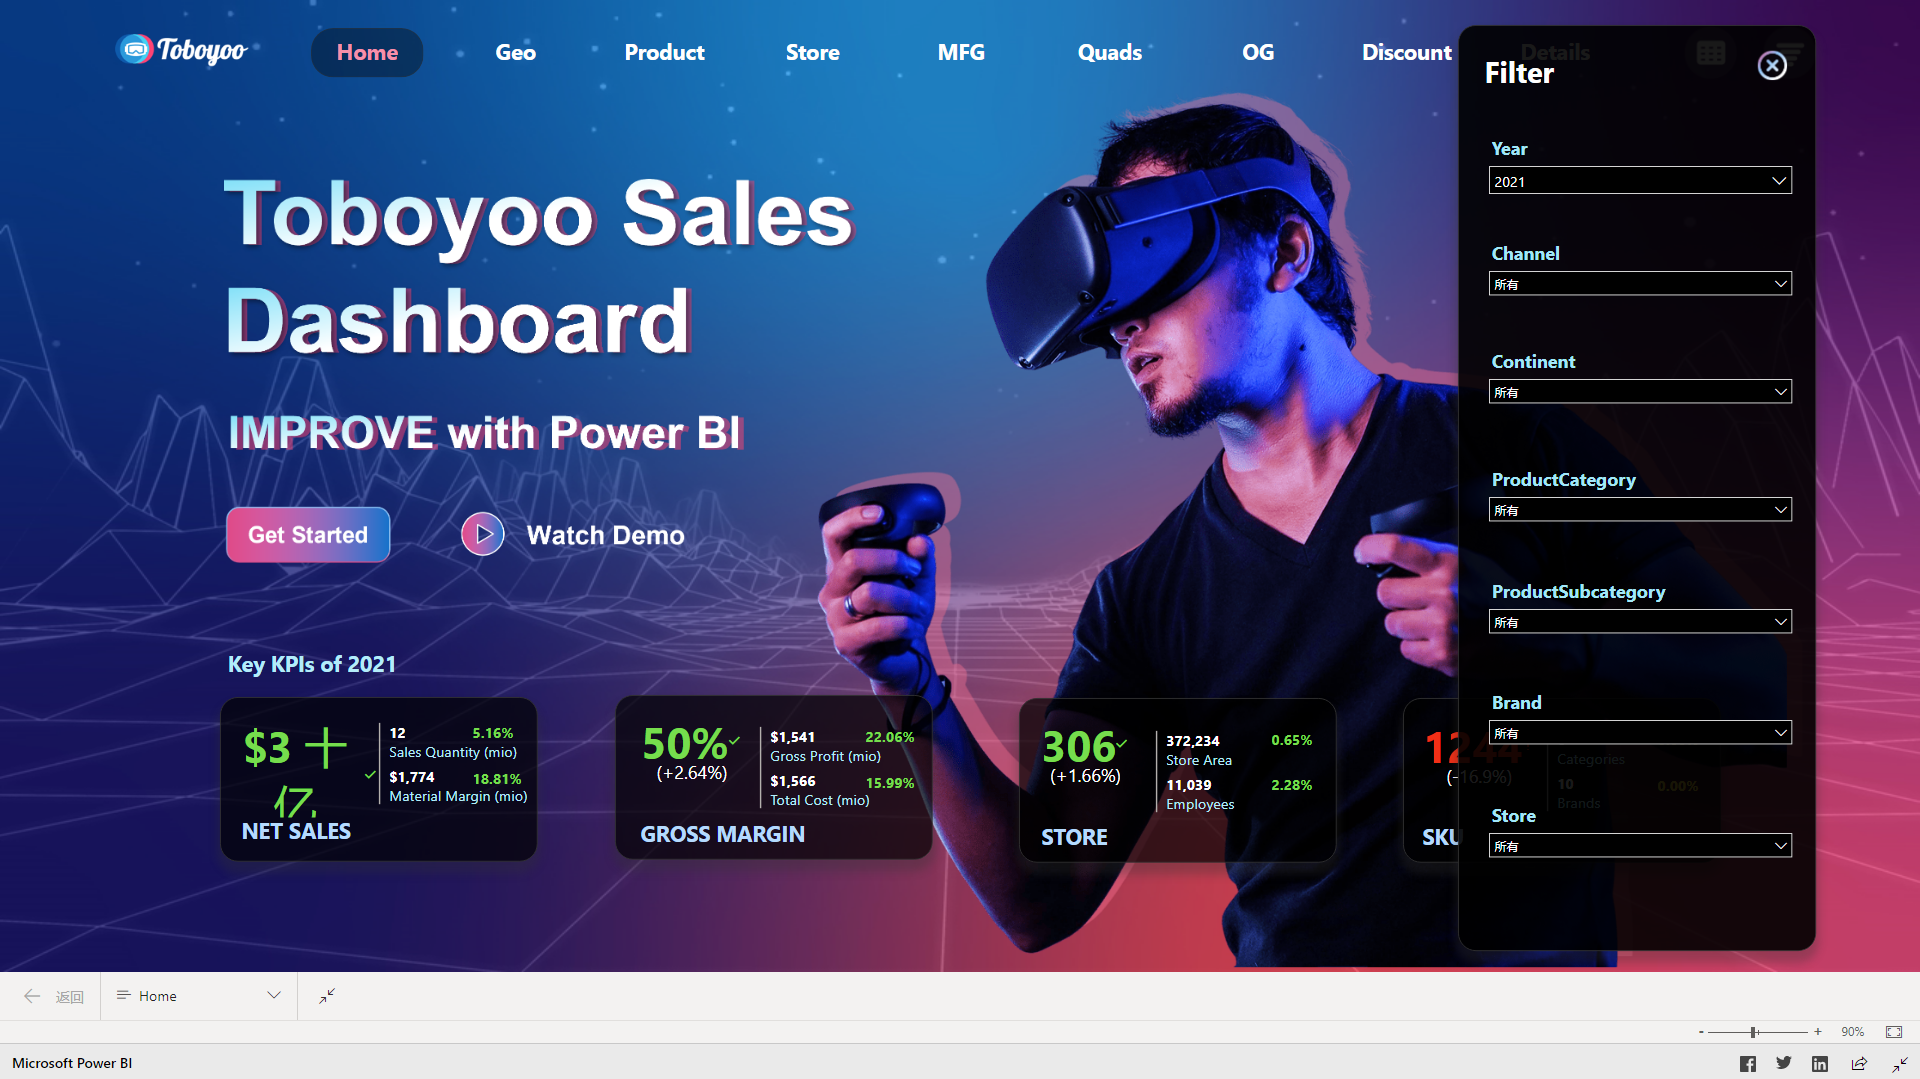 Toboyoo
Home
Geo
Product
Store
MFG
Quads
OG
Discount
Details
Filter
Toboyoo Sales
Dashboard
IMPROVE with Power BI
Get Started
Watch Demo
Year
2021
Channel
所有
Continent
所有
ProductCategory
所有
ProductSubcategory
所有
Brand
所有
Store
所有
Key KPIs of 2021
$3 十
亿
NET SALES
12 5.16%
Sales Quantity (mio)
$1,774 18.81%
Material Margin (mio)
50%
(+2.64%)
GROSS MARGIN
$1,541 22.06%
Gross Profit (mio)
$1,566 15.99%
Total Cost (mio)
306
(+1.66%)
STORE
372,234 0.65%
Store Area
11,039 2.28%
Employees
1244
(-16.9%)
SKU
Categories
10 0.00%
Brands
返回
Home
- + 90%
Microsoft Power BI